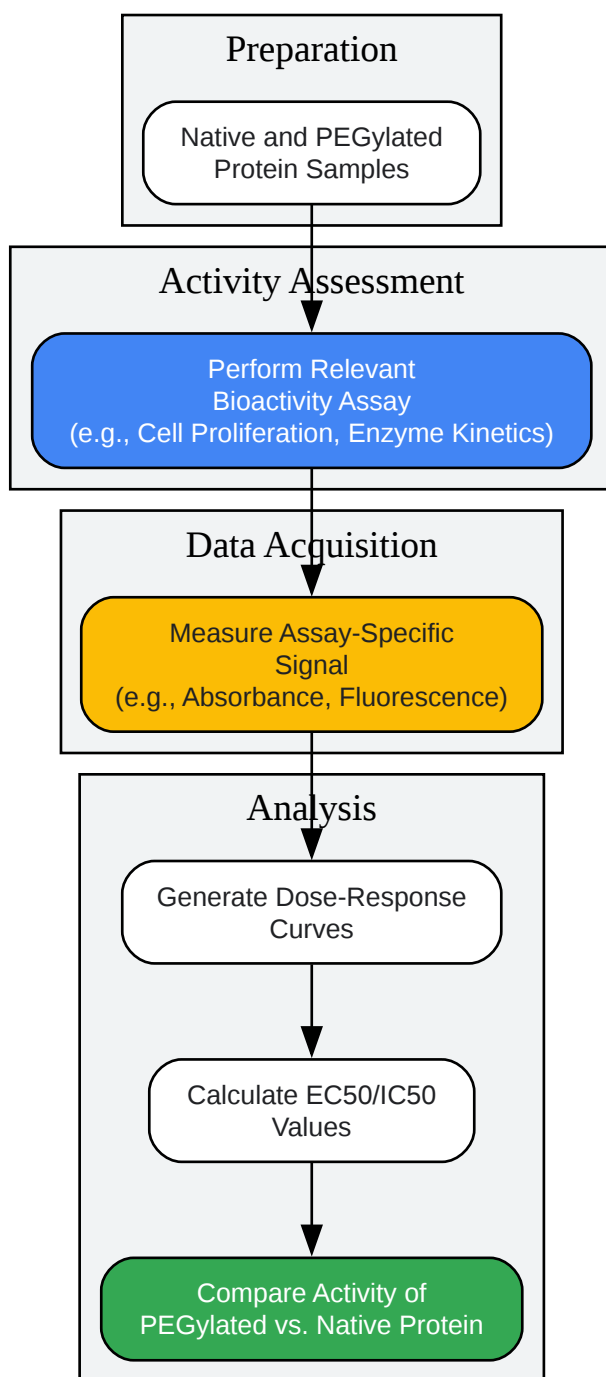 Preparation
Native and PEGylated
Protein Samples
Activity Assessment
Perform Relevant
Bioactivity Assay
(e.g., Cell Proliferation, Enzyme Kinetics)
Data Acquisition
Measure Assay-Specific
Signal
(e.g., Absorbance, Fluorescence)
Analysis
Generate Dose-Response
Curves
Calculate EC50/IC50
Values
Compare Activity of
PEGylated vs. Native Protein